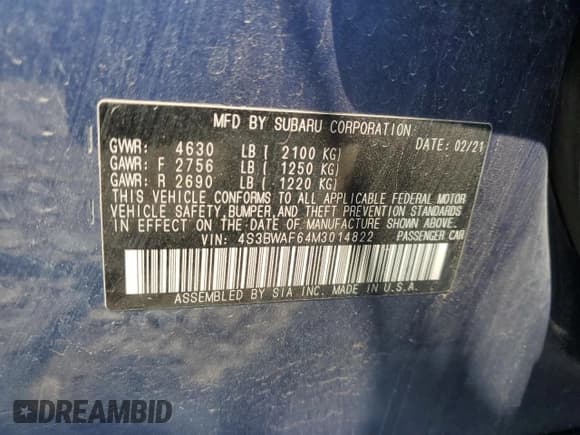 MFD BY SUBARU CORPORATION
DATE: 02/21
GVWR: 4630 LB ( 2100 KG)
GAWR: F 2756 LB ( 1250 KG)
GAWR: R 2690 LB ( 1220 KG)
THIS VEHICLE CONFORMS TO ALL APPLICABLE FEDERAL MOTOR
VEHICLE SAFETY, BUMPER, AND THEFT PREVENTION STANDARDS
IN EFFECT ON THE DATE OF MANUFACTURE SHOWN ABOVE.
VIN: 4S3BWAF64M3014822 PASSENGER CAR
ASSEMBLED BY SIA INC. MADE IN U.S.A.
DREAMBID